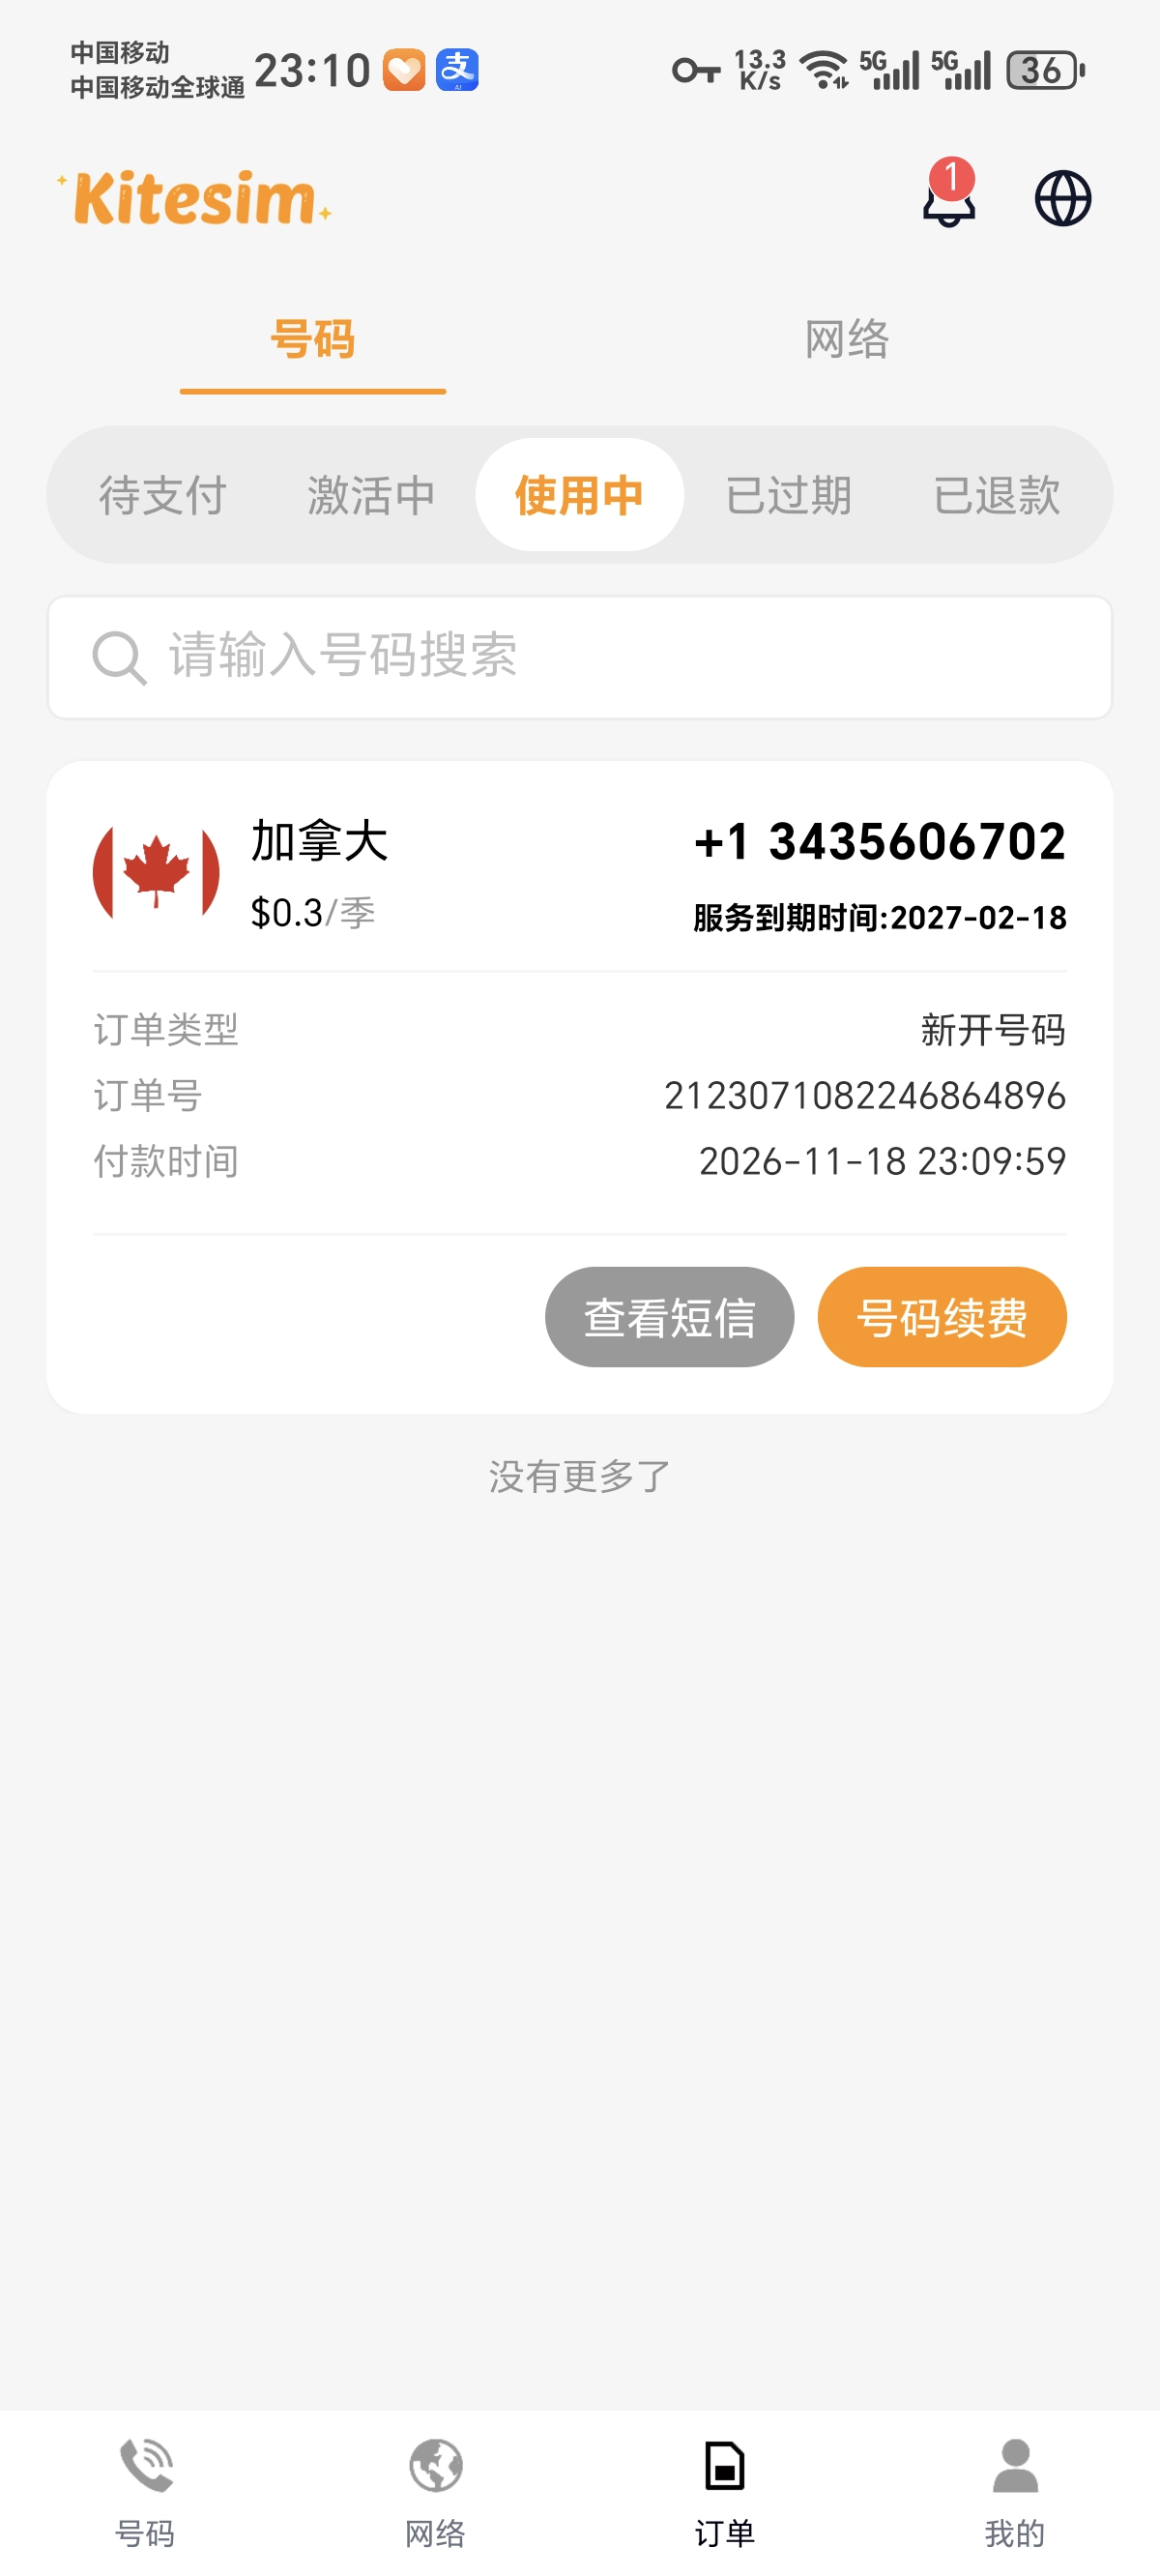 中国移动
中国移动全球通
23:10
13.3
K/s
5G
5G
36
Kitesim
1
号码
网络
待支付
激活中
使用中
已过期
已退款
请输入号码搜索
加拿大
+1 3435606702
$0.3/季
服务到期时间:2027-02-18
订单类型
新开号码
订单号
2123071082246864896
付款时间
2026-11-18 23:09:59
查看短信
号码续费
没有更多了
号码
网络
订单
我的